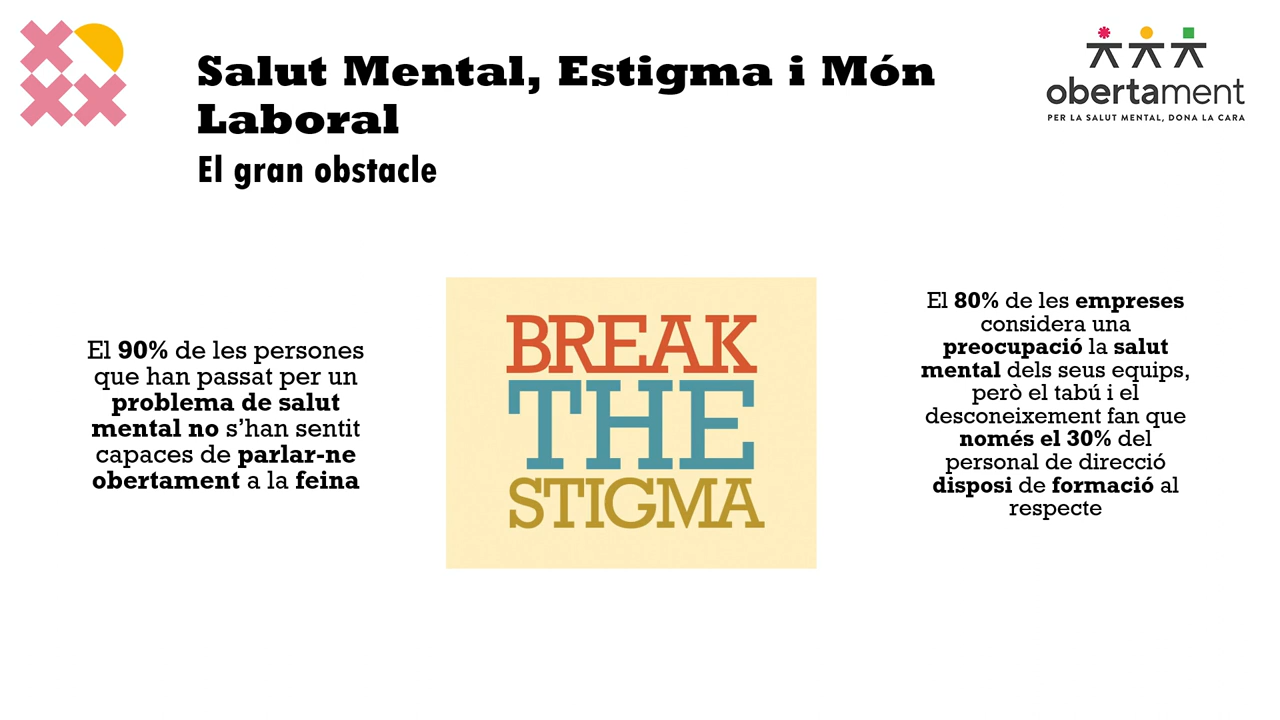 Salut Mental, Estigma i Món
Laboral
El gran obstacle
obertament
PER LA SALUT MENTAL, DONA LA CARA
El 90% de les persones
que han passat per un
problema de salut
mental no s’han sentit
capaces de parlar-ne
obertament a la feina
BREAK
THE
STIGMA
El 80% de les empreses
considera una
preocupació la salut
mental dels seus equips,
però el tabú i el
desconeixement fan que
només el 30% del
personal de direcció
disposi de formació al
respecte